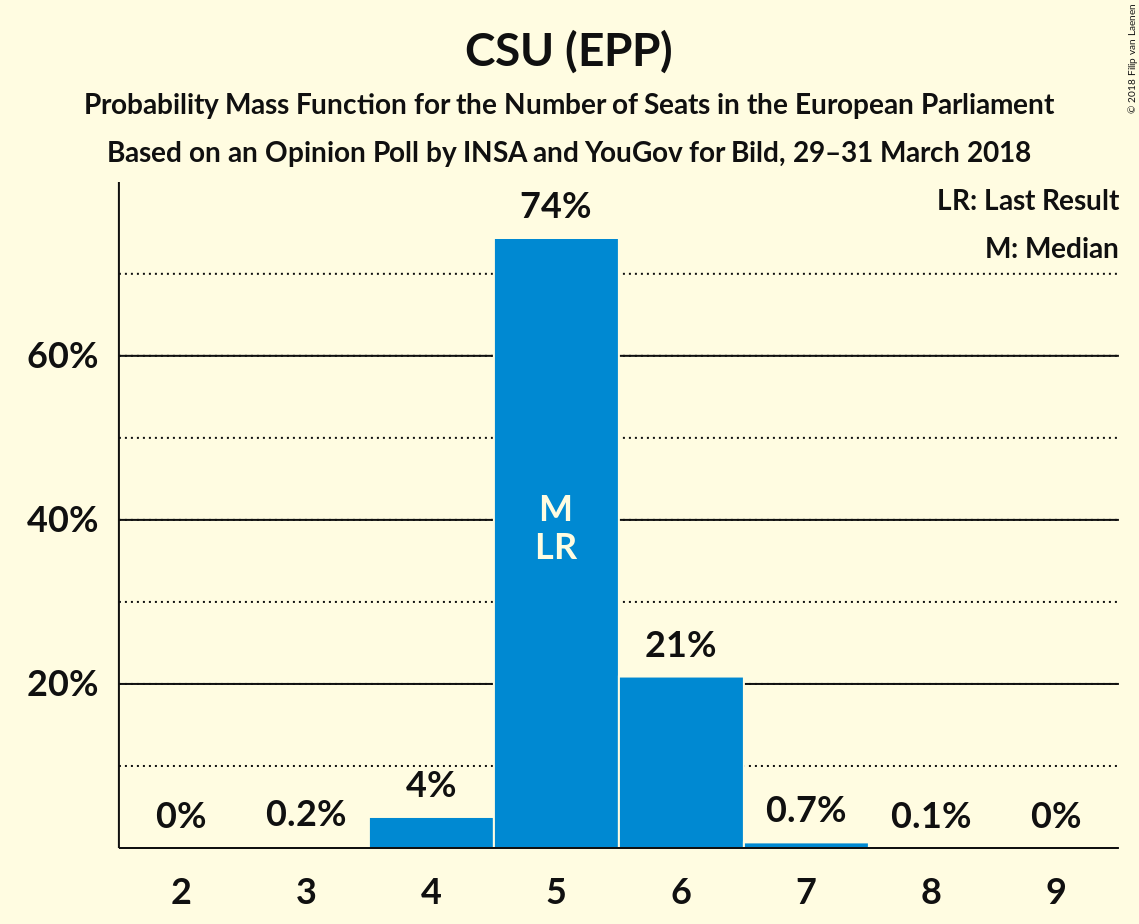 CSU (EPP)
Probability Mass Function for the Number of Seats in the European Parliament
Based on an Opinion Poll by INSA and YouGov for Bild, 29–31 March 2018
© 2018 Filip van Laenen
LR: Last Result
M: Median
74%
60%
40%
20%
M
LR
21%
4%
0%
0.2%
0.7%
0.1%
0%
2 3 4 5 6 7 8 9